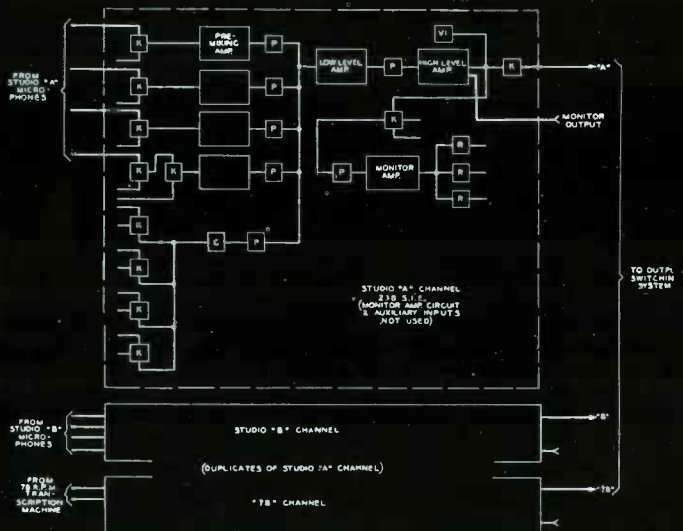 FROM
STUDIO "A"
MICRO-
PHONES
K
PRE-
MIXING
AMP.
P
K
P
K
P
K
K
P
K
K
K
K
C
P
LOW LEVEL
AMP.
P
HIGH LEVEL
AMP.
VI
K
"A"
MONITOR
OUTPUT
K
P
MONITOR
AMP.
R
R
R
STUDIO "A" CHANNEL
23B S.I.E.
(MONITOR AMP. CIRCUIT
& AUXILIARY INPUTS
NOT USED)
TO OUTPUT
SWITCHING
SYSTEM
FROM
STUDIO "B"
MICRO-
PHONES
STUDIO "B" CHANNEL
"B"
(DUPLICATES OF STUDIO "A" CHANNEL)
FROM
78 R.P.M.
TRAN-
SCRIPTION
MACHINE
"78" CHANNEL
"78"